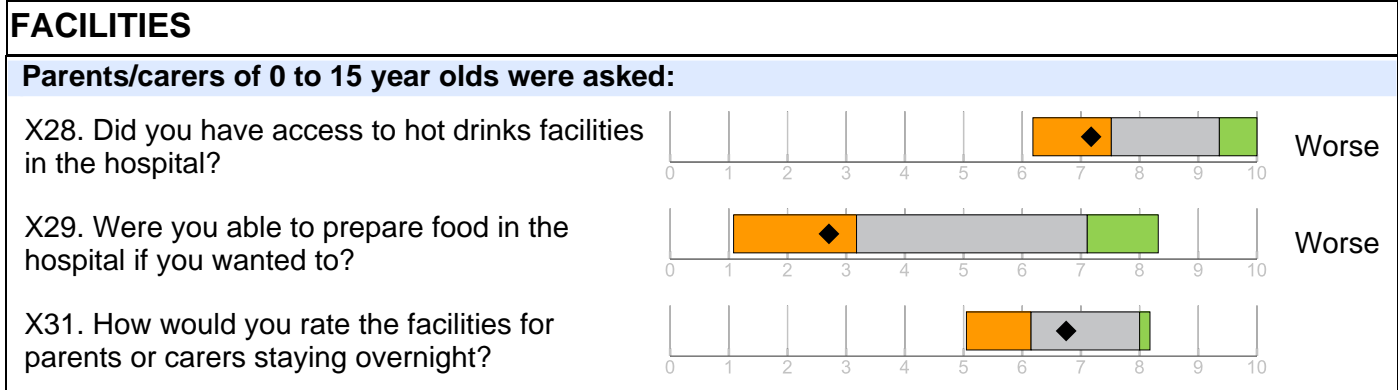 FACILITIES
Parents/carers of 0 to 15 year olds were asked:
X28. Did you have access to hot drinks facilities
in the hospital?
0 1 2 3 4 5 6 7 8 9 10
Worse
X29. Were you able to prepare food in the
hospital if you wanted to?
0 1 2 3 4 5 6 7 8 9 10
Worse
X31. How would you rate the facilities for
parents or carers staying overnight?
0 1 2 3 4 5 6 7 8 9 10